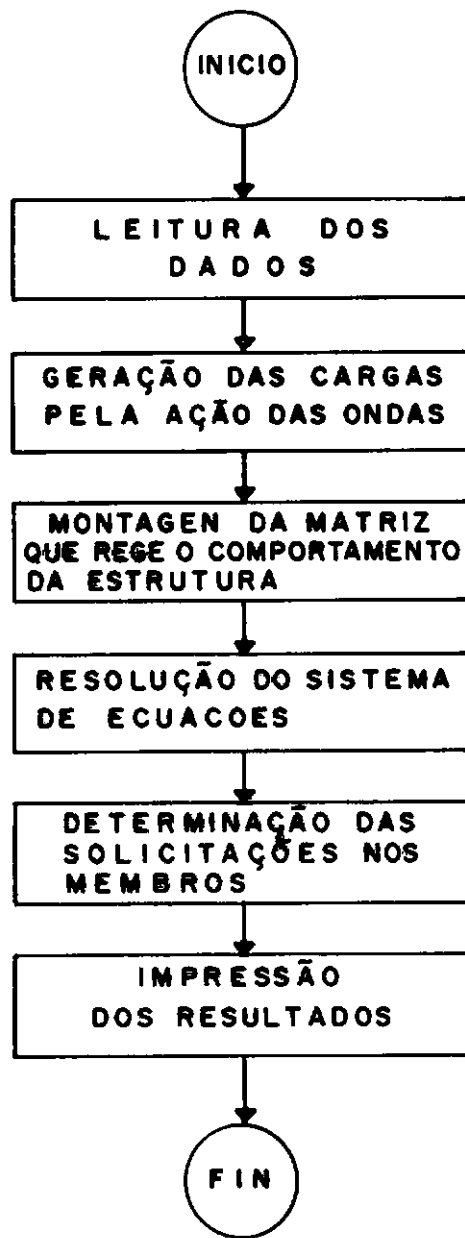 INICIO
LEITURA DOS
DADOS
GERAÇÃO DAS CARGAS
PELA AÇÃO DAS ONDAS
MONTAGEN DA MATRIZ
QUE REGE O COMPORTAMENTO
DA ESTRUTURA
RESOLUÇÃO DO SISTEMA
DE ECUACOES
DETERMINAÇÃO DAS
SOLICITAÇÕES NOS
MEMBROS
IMPRESSÃO
DOS RESULTADOS
FIN